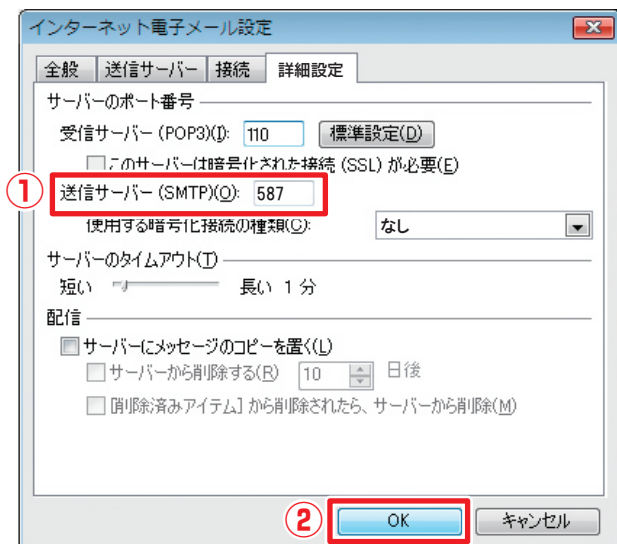 インターネット電子メール設定
全般 送信サーバー 接続 詳細設定
サーバーのポート番号
受信サーバー (POP3)(I): 110 標準設定(D)
このサーバーは暗号化された接続 (SSL) が必要(E)
① 送信サーバー (SMTP)(O): 587
使用する暗号化接続の種類(C): なし
サーバーのタイムアウト(T)
短い 長い 1 分
配信
サーバーにメッセージのコピーを置く(L)
サーバーから削除する(R) 10 日後
[削除済みアイテム] から削除されたら、サーバーから削除(M)
② OK キャンセル